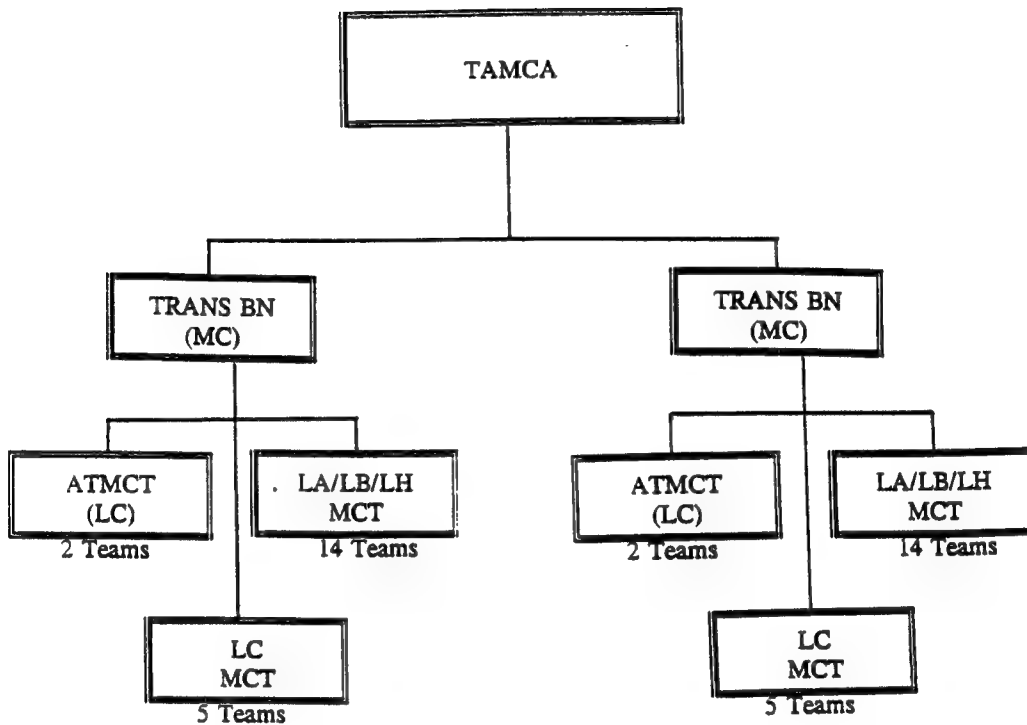 TAMCA
TRANS BN
(MC)
TRANS BN
(MC)
ATMCT
(LC)
2 Teams
LA/LB/LH
MCT
14 Teams
ATMCT
(LC)
2 Teams
LA/LB/LH
MCT
14 Teams
LC
MCT
5 Teams
LC
MCT
5 Teams